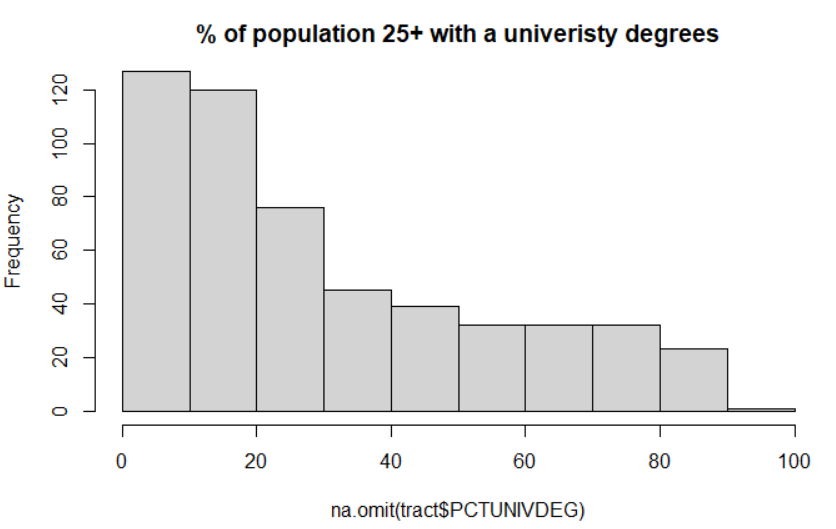 % of population 25+ with a univeristy degrees
Frequency
120
100
80
60
40
20
0
0 20 40 60 80 100
na.omit(tract$PCTUNIVDEG)